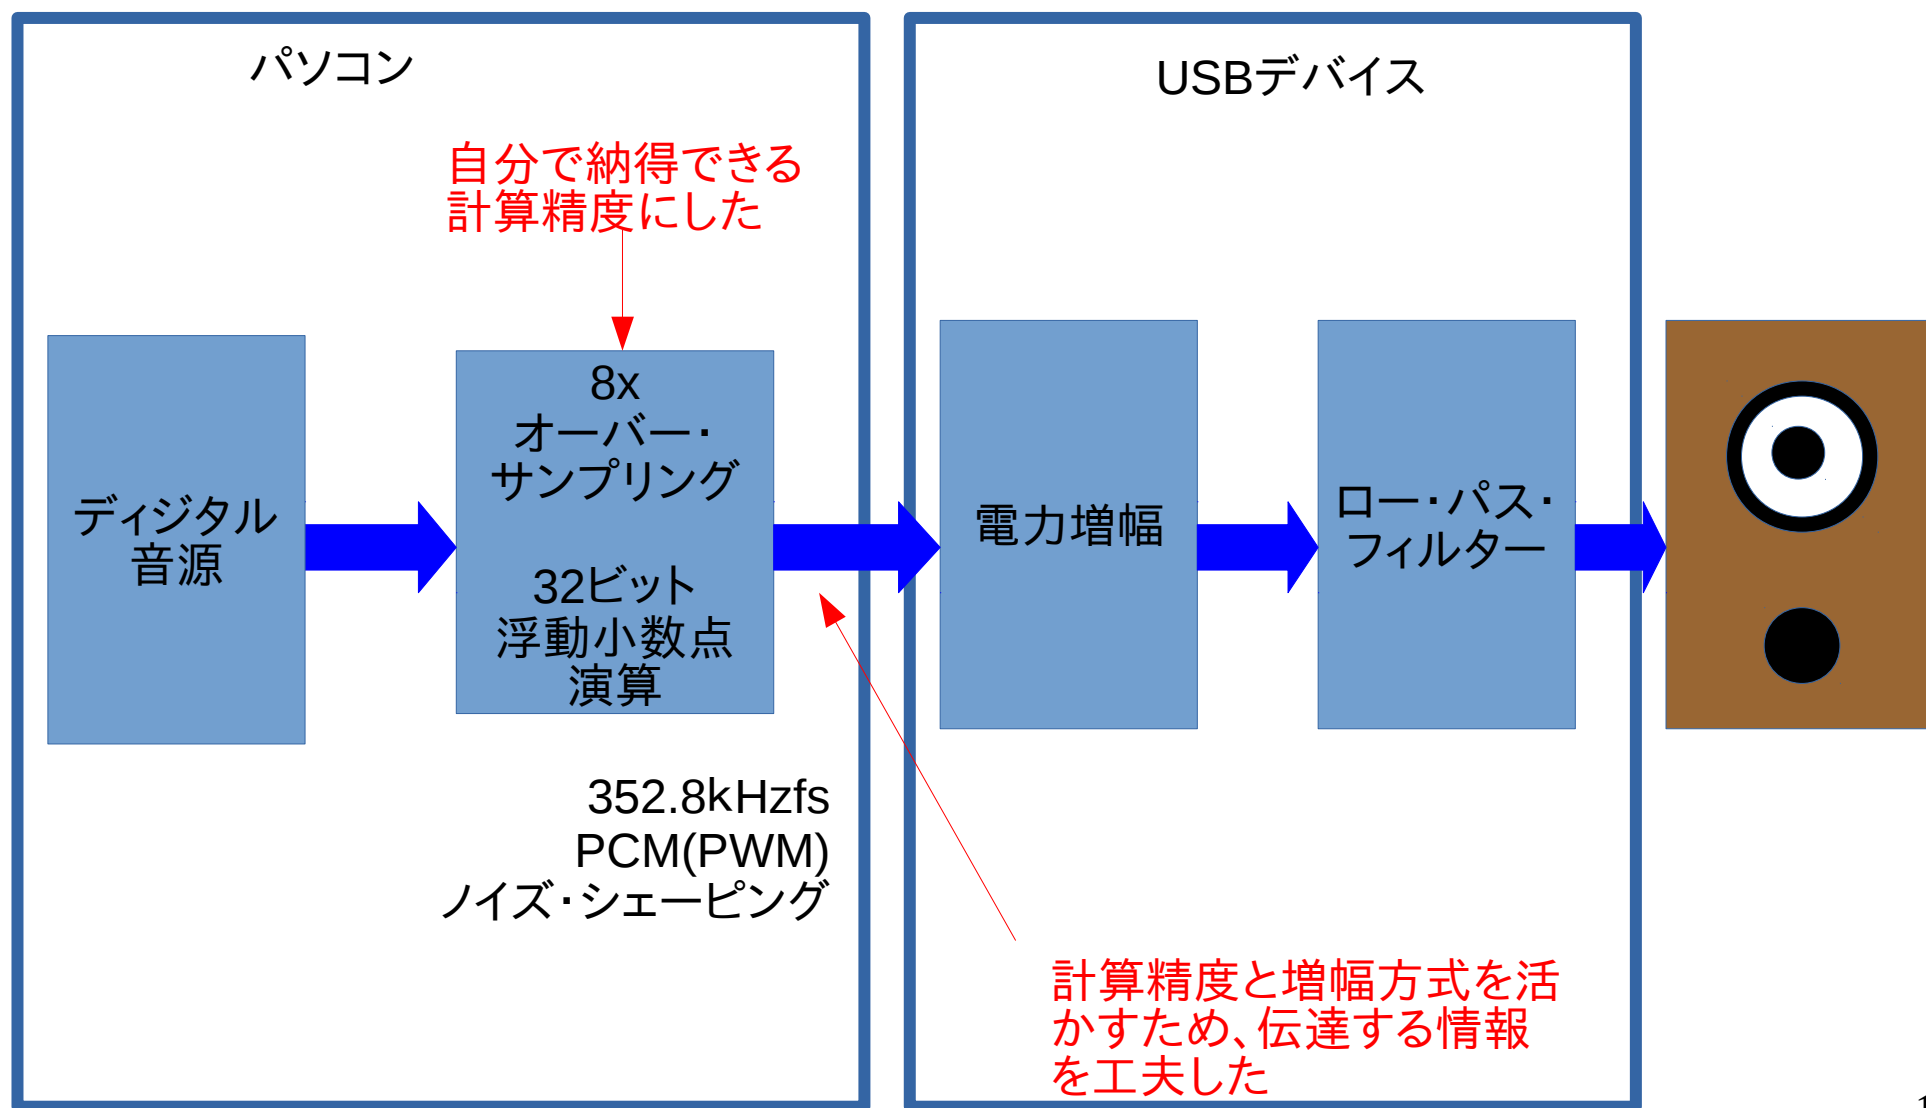 パソコン
USBデバイス
自分で納得できる
計算精度にした
ディジタル
音源
8x
オーバー・
サンプリング
32ビット
浮動小数点
演算
電力増幅
ロー・パス・
フィルター
352.8kHzfs
PCM(PWM)
ノイズ・シェーピング
計算精度と増幅方式を活
かすため、伝達する情報
を工夫した